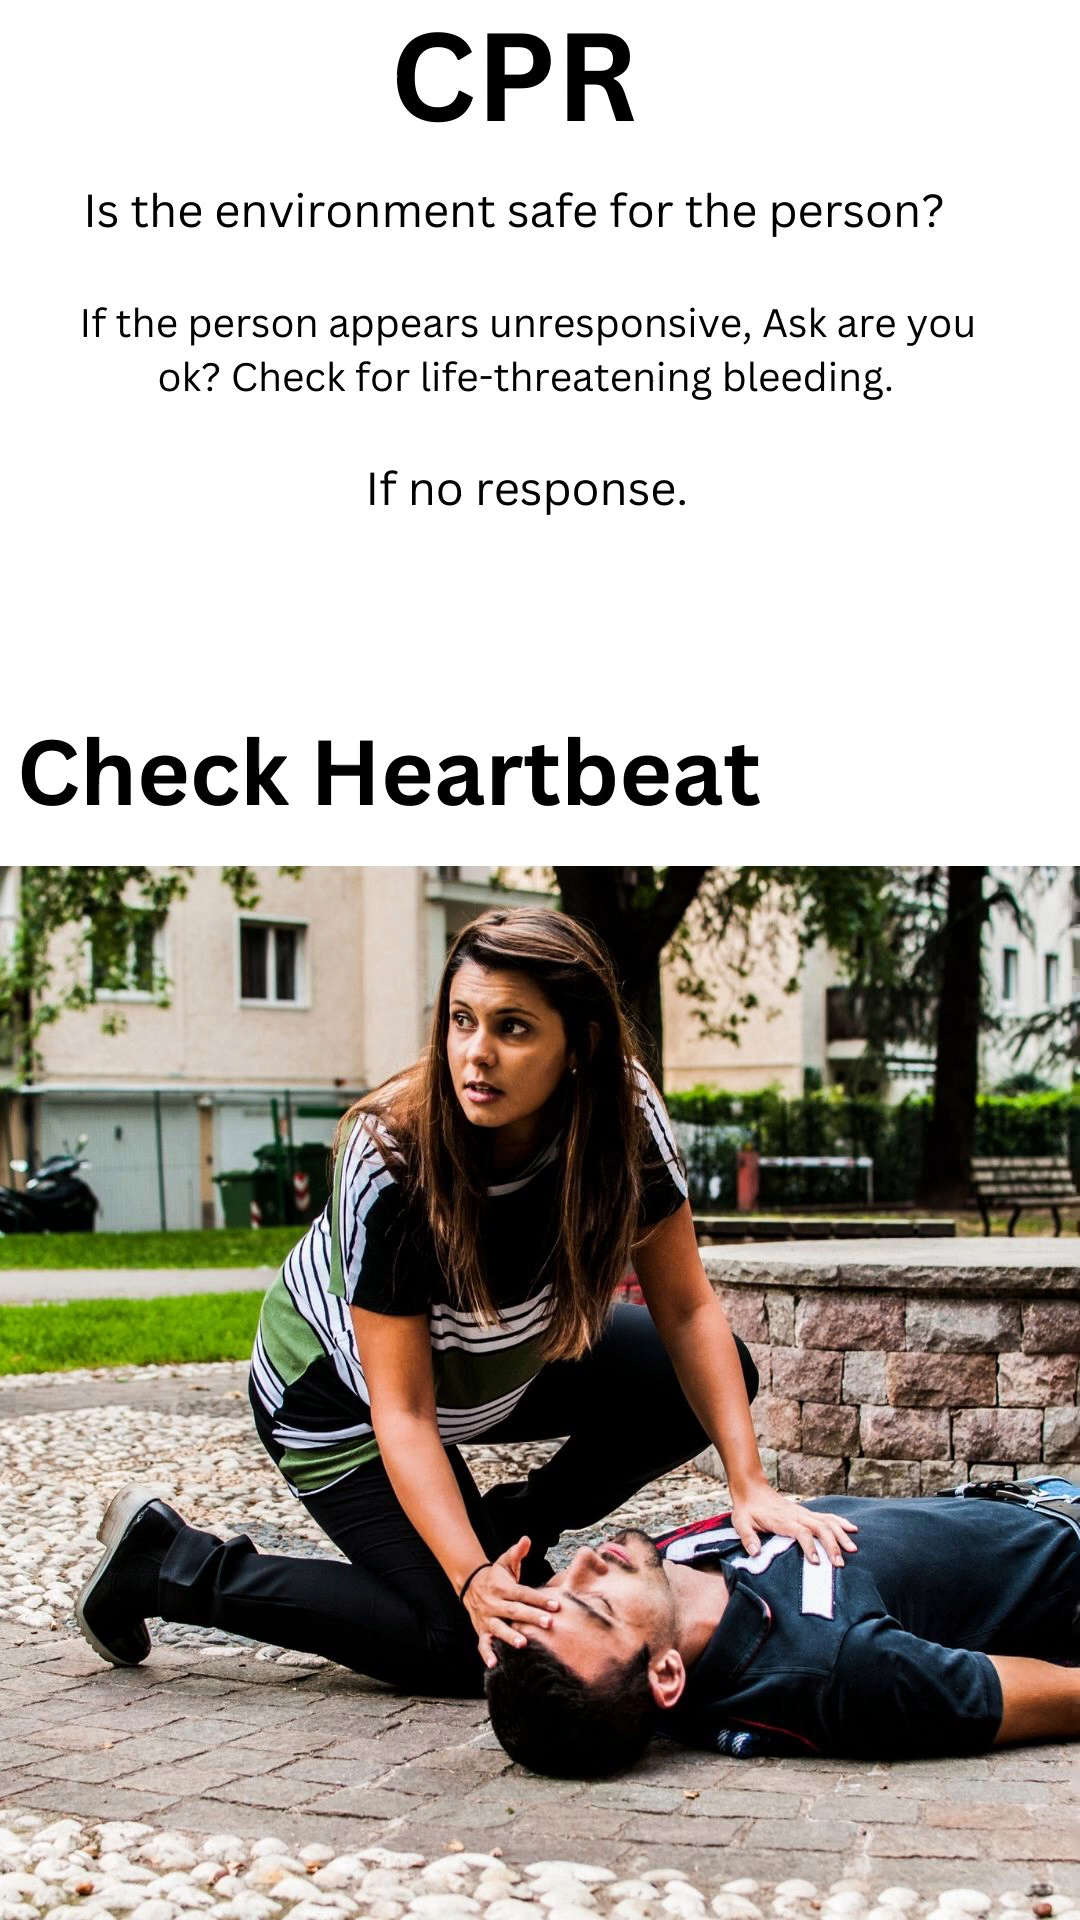 CPR
Is the environment safe for the person?
If the person appears unresponsive, Ask are you
ok? Check for life-threatening bleeding.
If no response.
Check Heartbeat